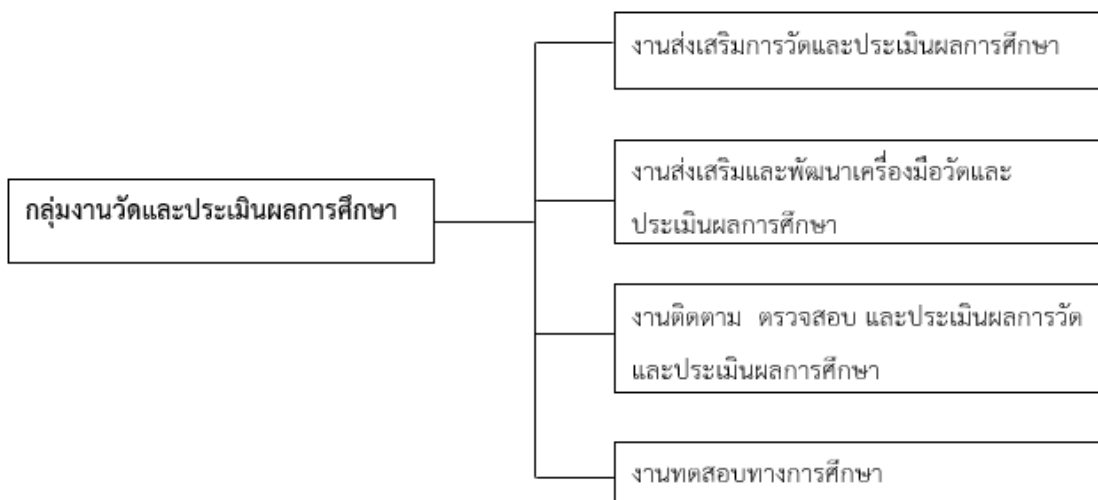 งานส่งเสริมการวัดและประเมินผลการศึกษา
งานส่งเสริมและพัฒนาเครื่องมือวัดและ
ประเมินผลการศึกษา
กลุ่มงานวัดและประเมินผลการศึกษา
งานติดตาม ตรวจสอบ และประเมินผลการวัด
และประเมินผลการศึกษา
งานทดสอบทางการศึกษา